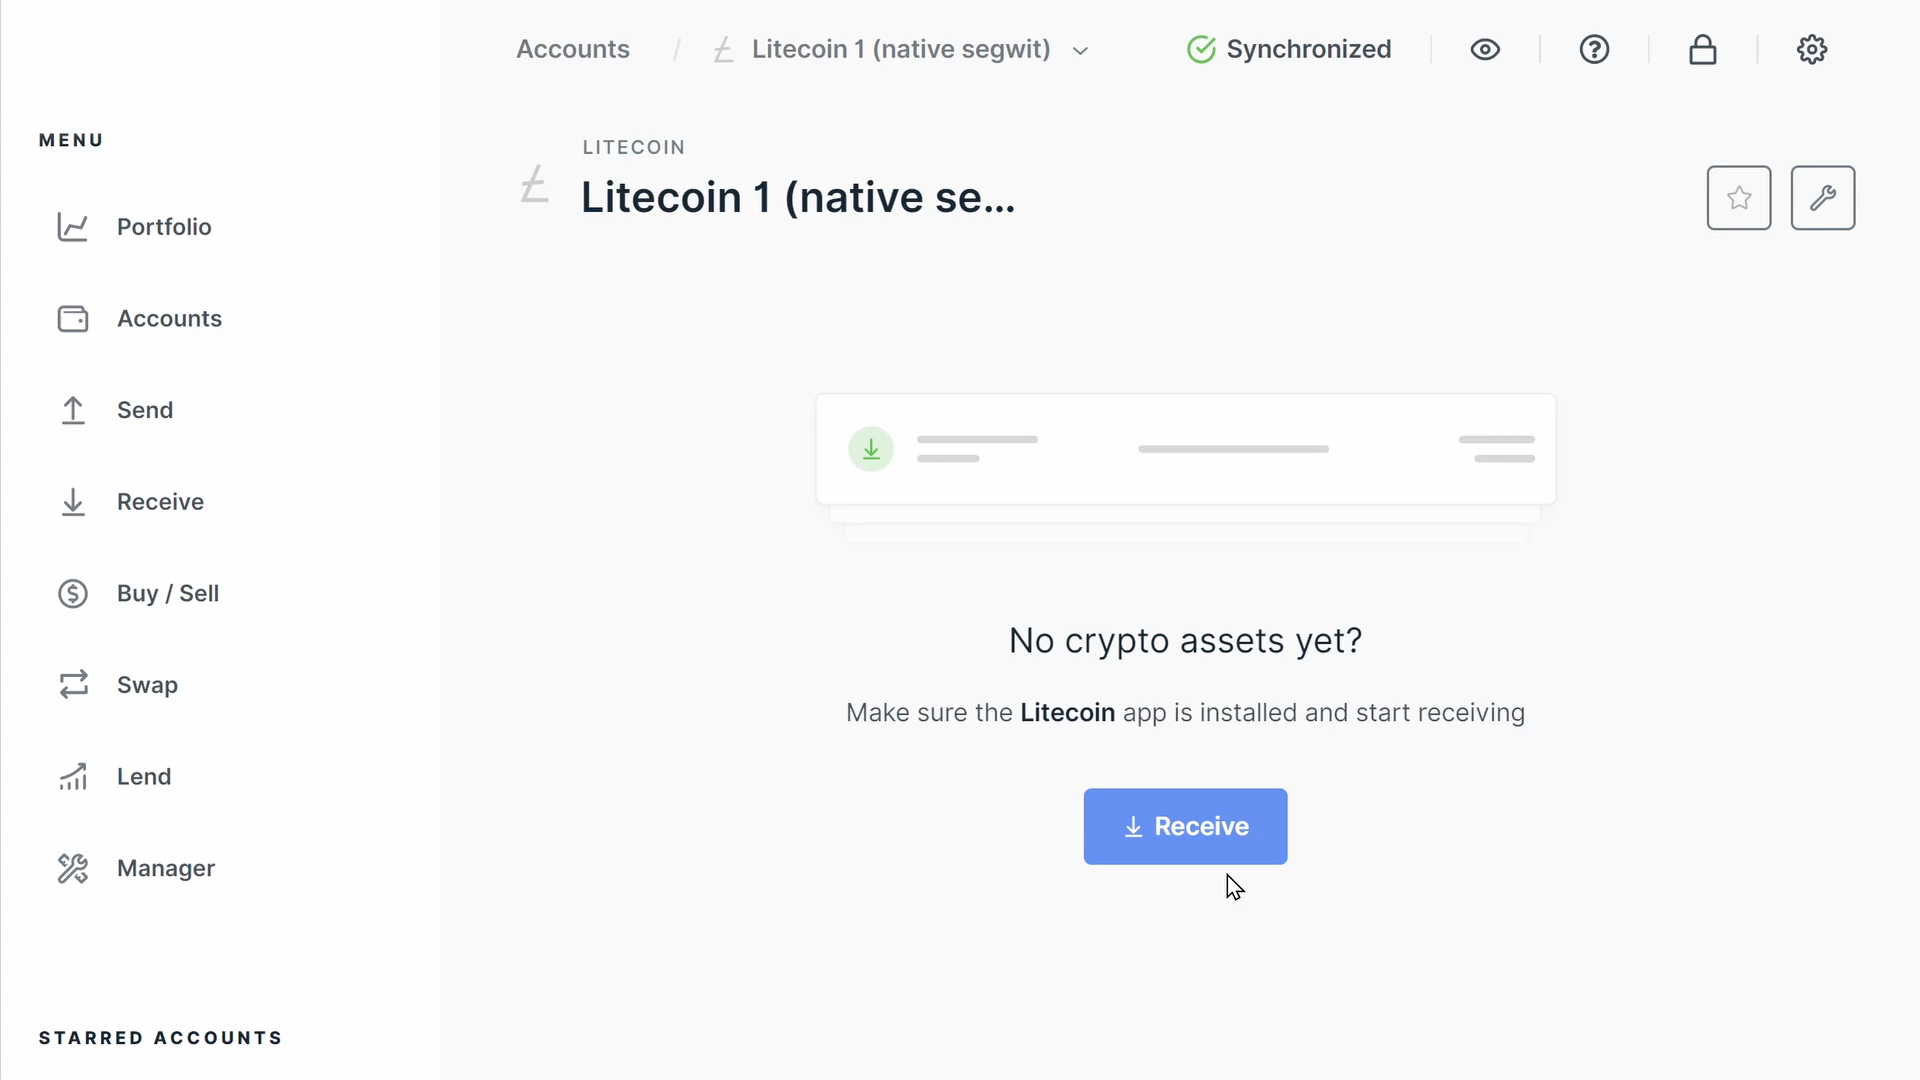 Accounts / Litecoin 1 (native segwit) Synchronized
MENU
Portfolio
Accounts
Send
Receive
Buy / Sell
Swap
Lend
Manager
STARRED ACCOUNTS
LITECOIN
Litecoin 1 (native se...
No crypto assets yet?
Make sure the Litecoin app is installed and start receiving
Receive